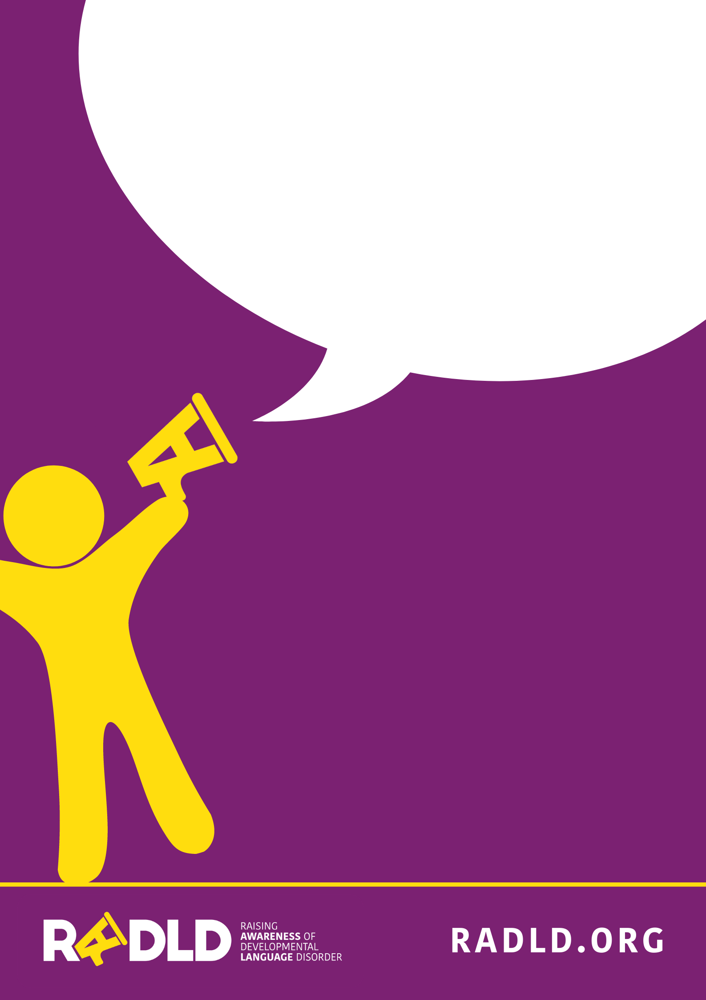 RADLD
RAISING
AWARENESS OF
DEVELOPMENTAL
LANGUAGE DISORDER
RADLD.ORG